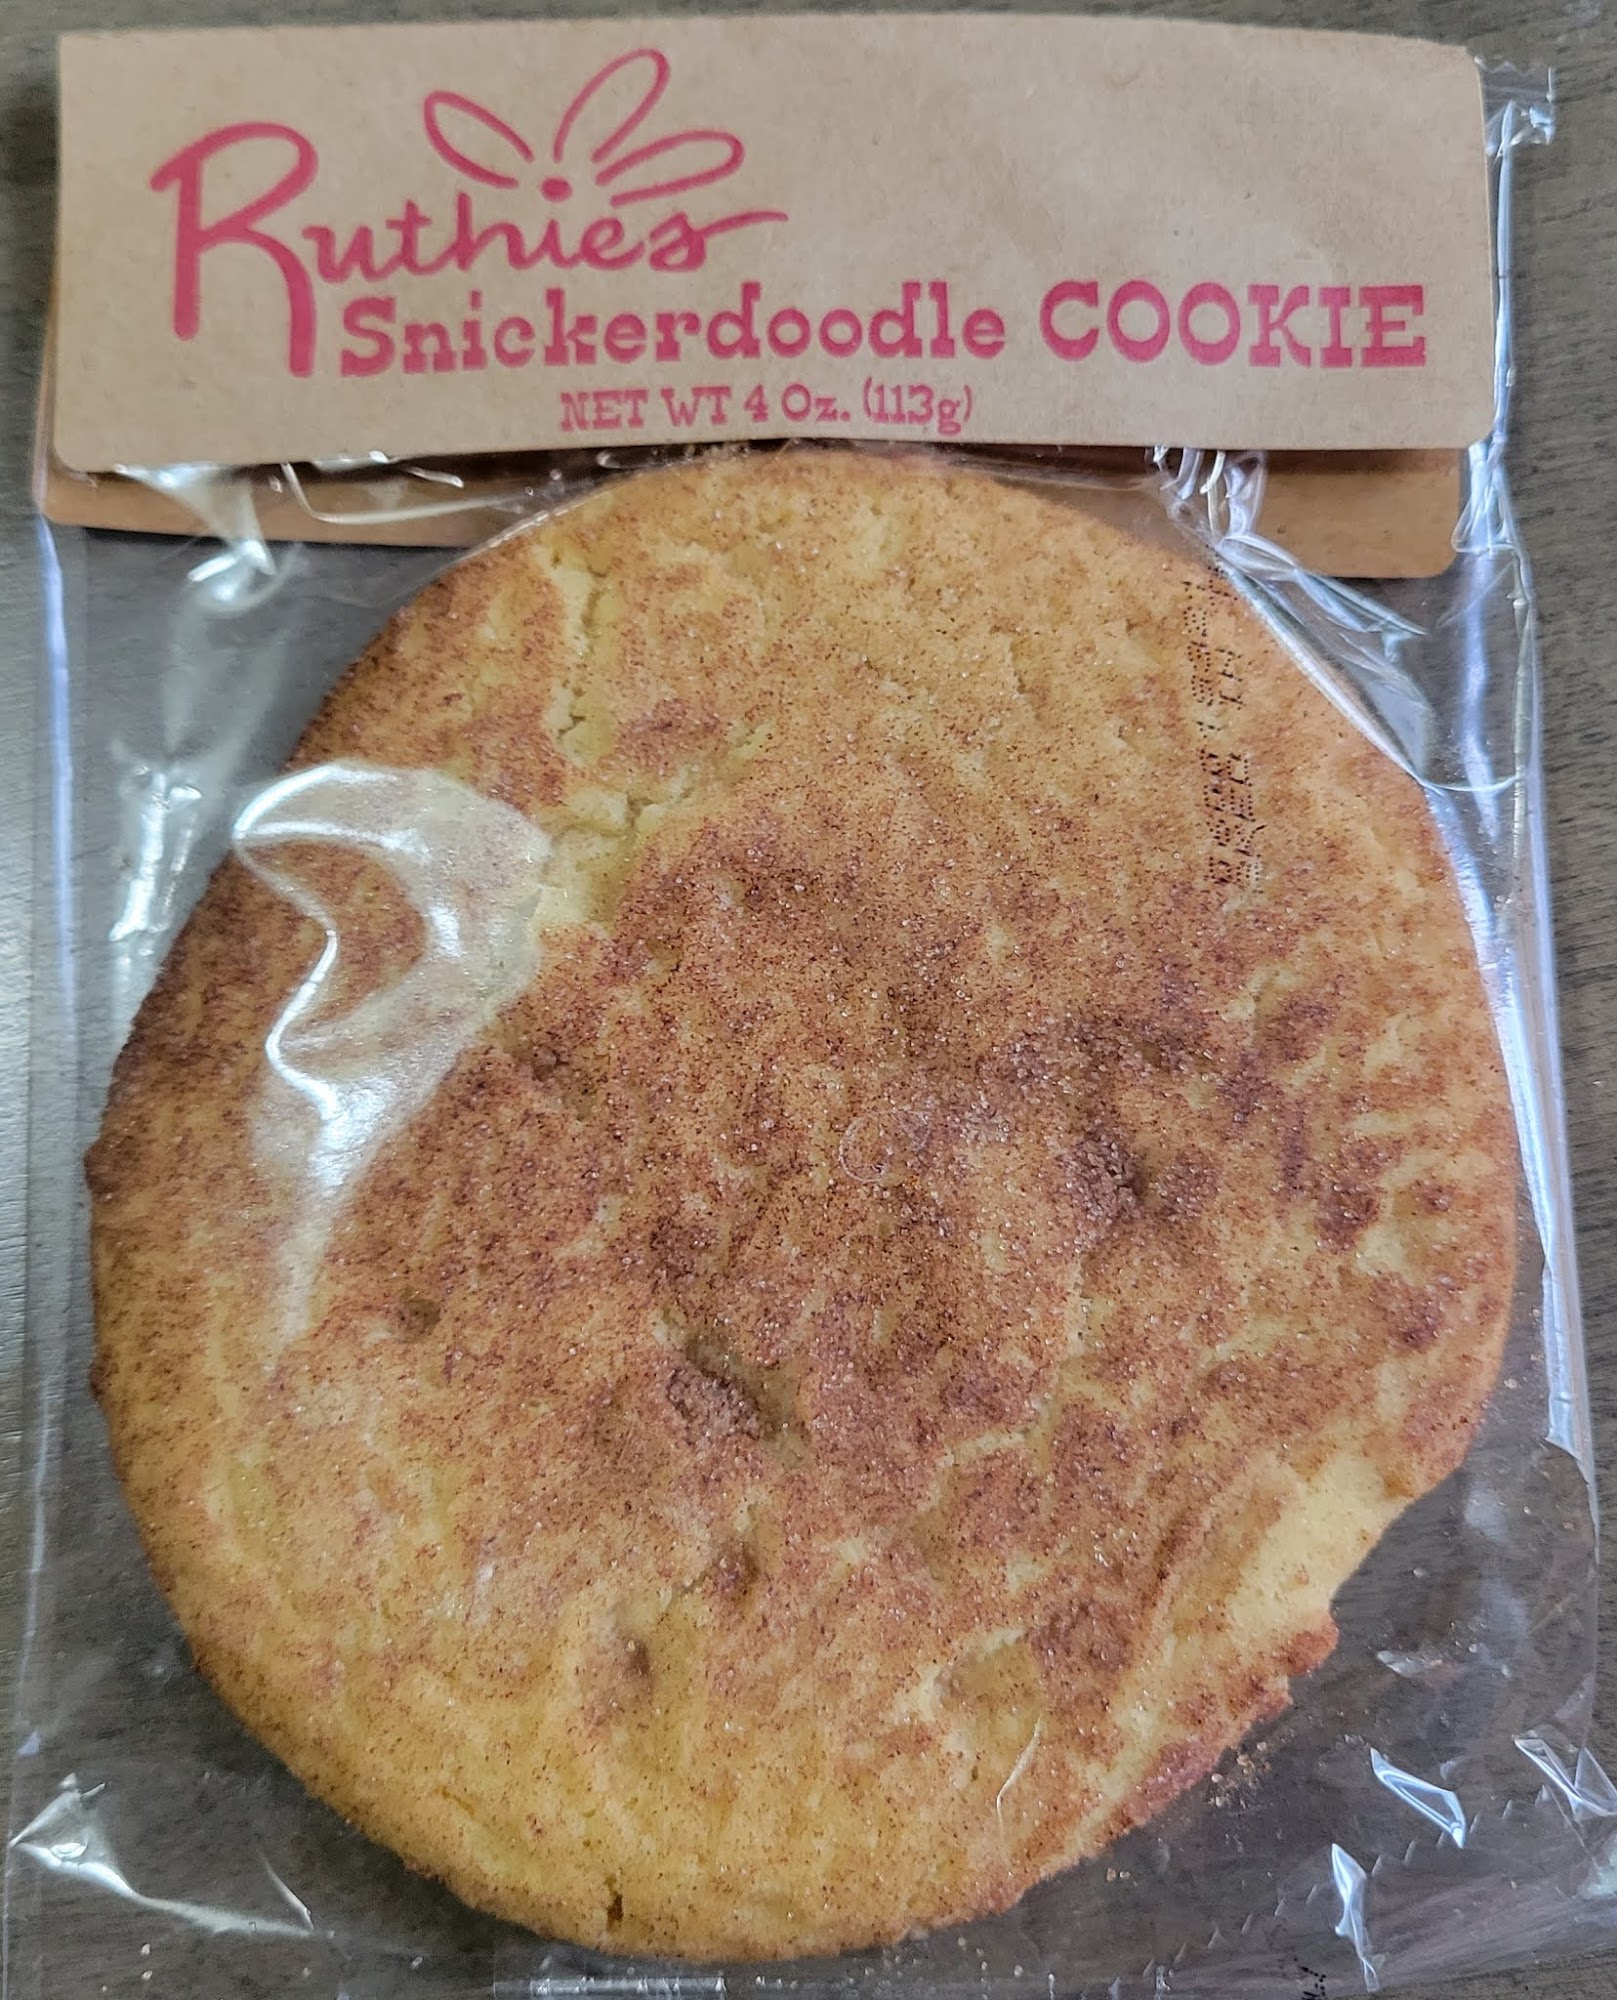 Ruthies
Snickerdoodle COOKIE
NET WT 4 Oz. (113g)